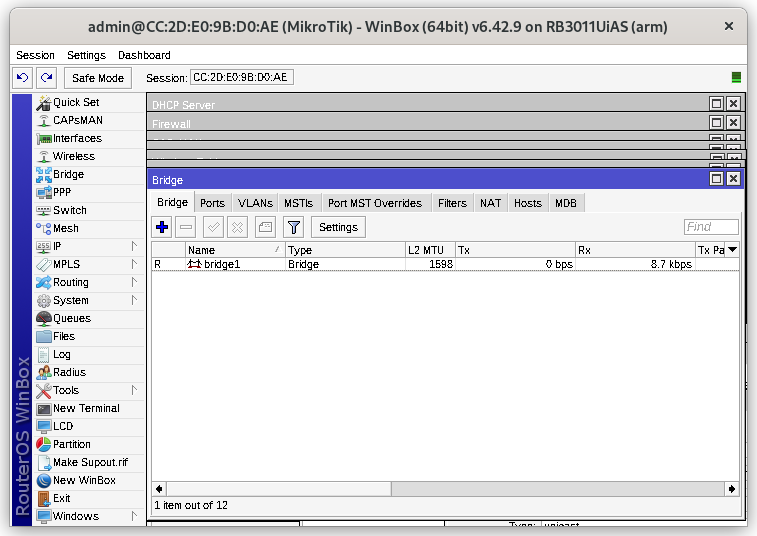 admin@CC:2D:E0:9B:D0:AE (MikroTik) - WinBox (64bit) v6.42.9 on RB3011UiAS (arm)
Session Settings Dashboard
Safe Mode Session: CC:2D:E0:9B:D0:AE
Quick Set
CAPsMAN
Interfaces
Wireless
Bridge
PPP
Switch
Mesh
IP
MPLS
Routing
System
Queues
Files
Log
Radius
Tools
New Terminal
LCD
Partition
Make Supout.rif
New WinBox
Exit
Windows
RouterOS WinBox
DHCP Server
Firewall
Bridge
Bridge Ports VLANs MSTIs Port MST Overrides Filters NAT Hosts MDB
Settings Find
Name Type L2 MTU Tx Rx Tx Pa
R bridge1 Bridge 1598 0 bps 8.7 kbps
1 item out of 12
Type: unicast